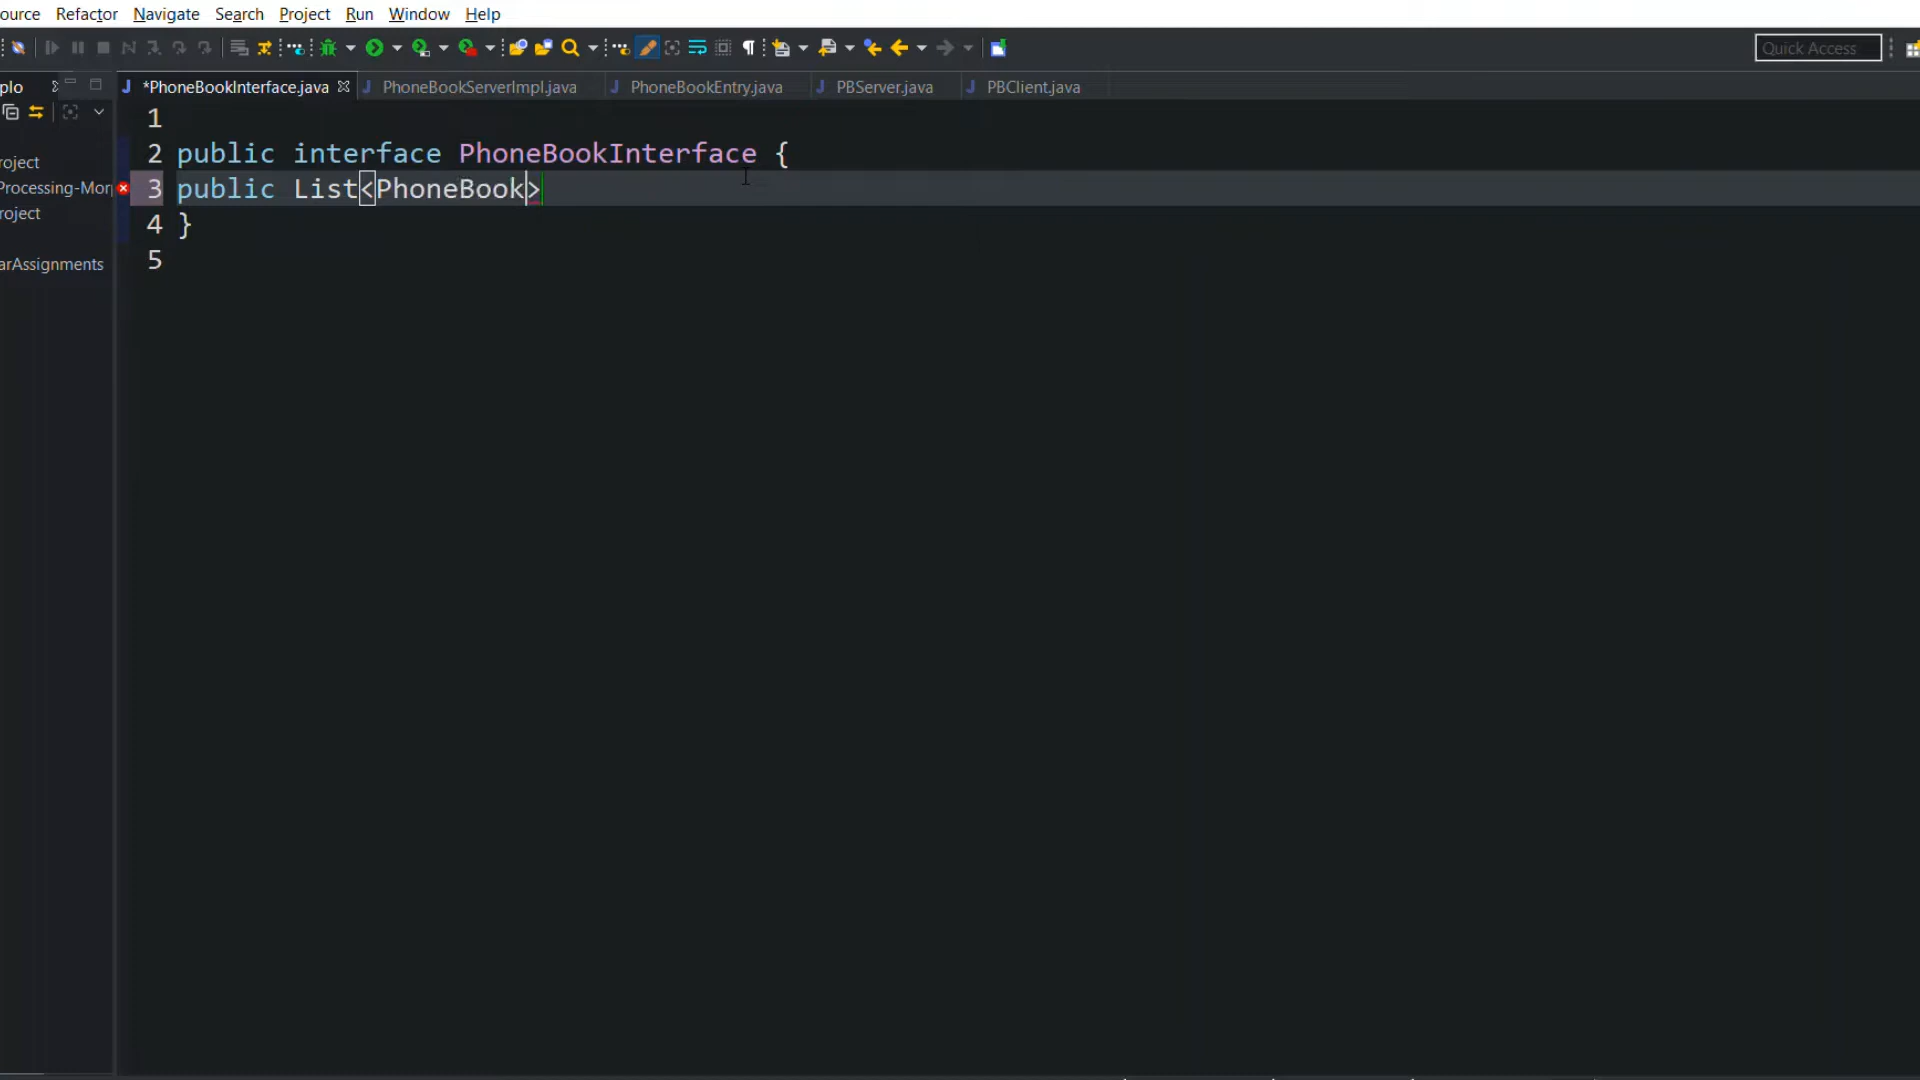 ource Refactor Navigate Search Project Run Window Help
Quick Access
plo
*PhoneBookInterface.java PhoneBookServerImpl.java PhoneBookEntry.java PBServer.java PBClient.java
roject
Processing-Mor
roject
arAssignments
1
2 public interface PhoneBookInterface {
3 public List<PhoneBook>
4 }
5